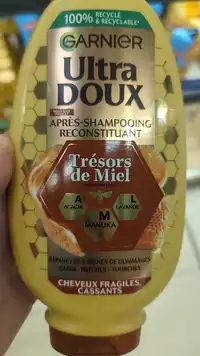 100% RECYCLÉ
& RECYCLABLE*
GARNIER
Ultra
DOUX
APRÈS-SHAMPOOING
RECONSTITUANT
Trésors
de Miel
A
ACACIA
L
LAVANDE
M
MANUKA
CHEVEUX FRAGILES,
CASSANTS